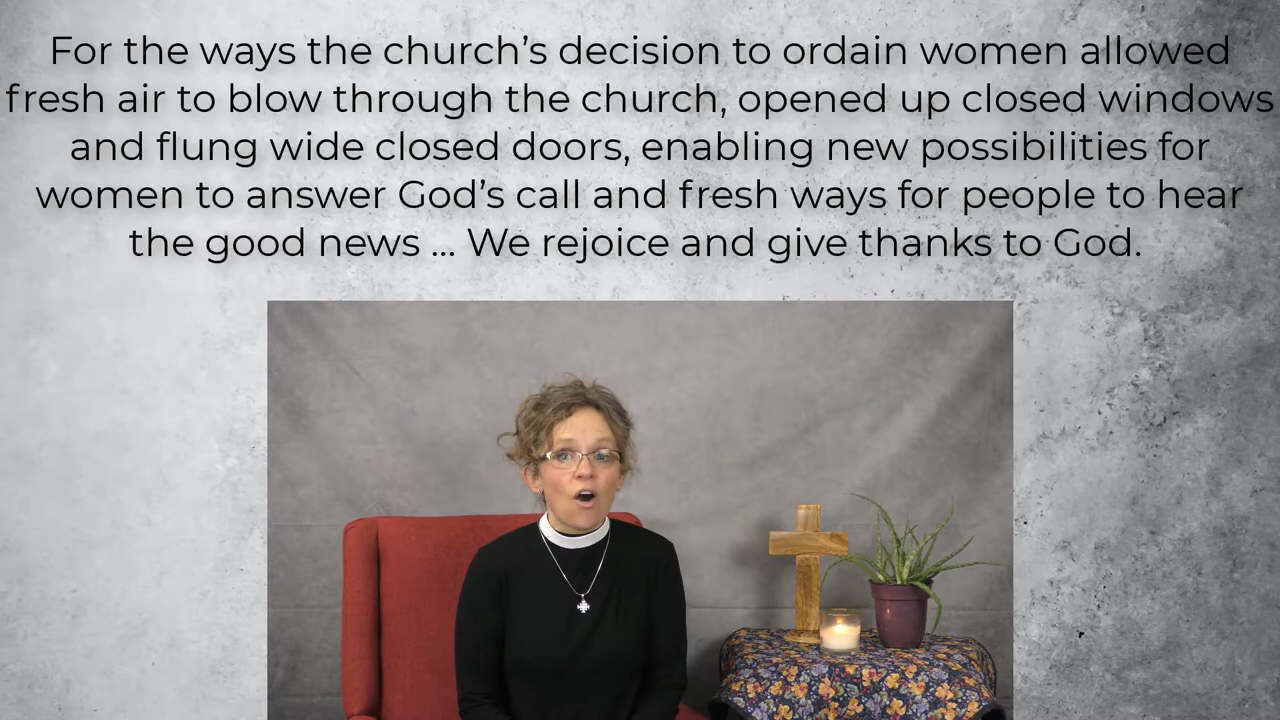 For the ways the church’s decision to ordain women allowed
fresh air to blow through the church, opened up closed windows
and flung wide closed doors, enabling new possibilities for
women to answer God’s call and fresh ways for people to hear
the good news ... We rejoice and give thanks to God.